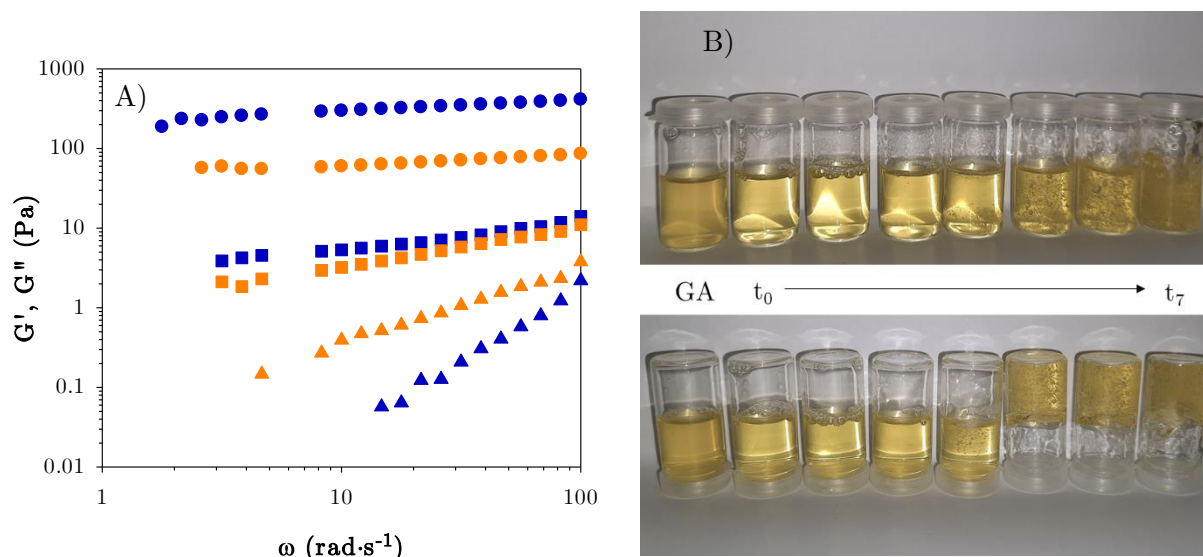 A)
G', G" (Pa)
1000
100
10
1
0.1
0.01
1
10
100
ω (rad·s⁻¹)
B)
GA t₀ t₇